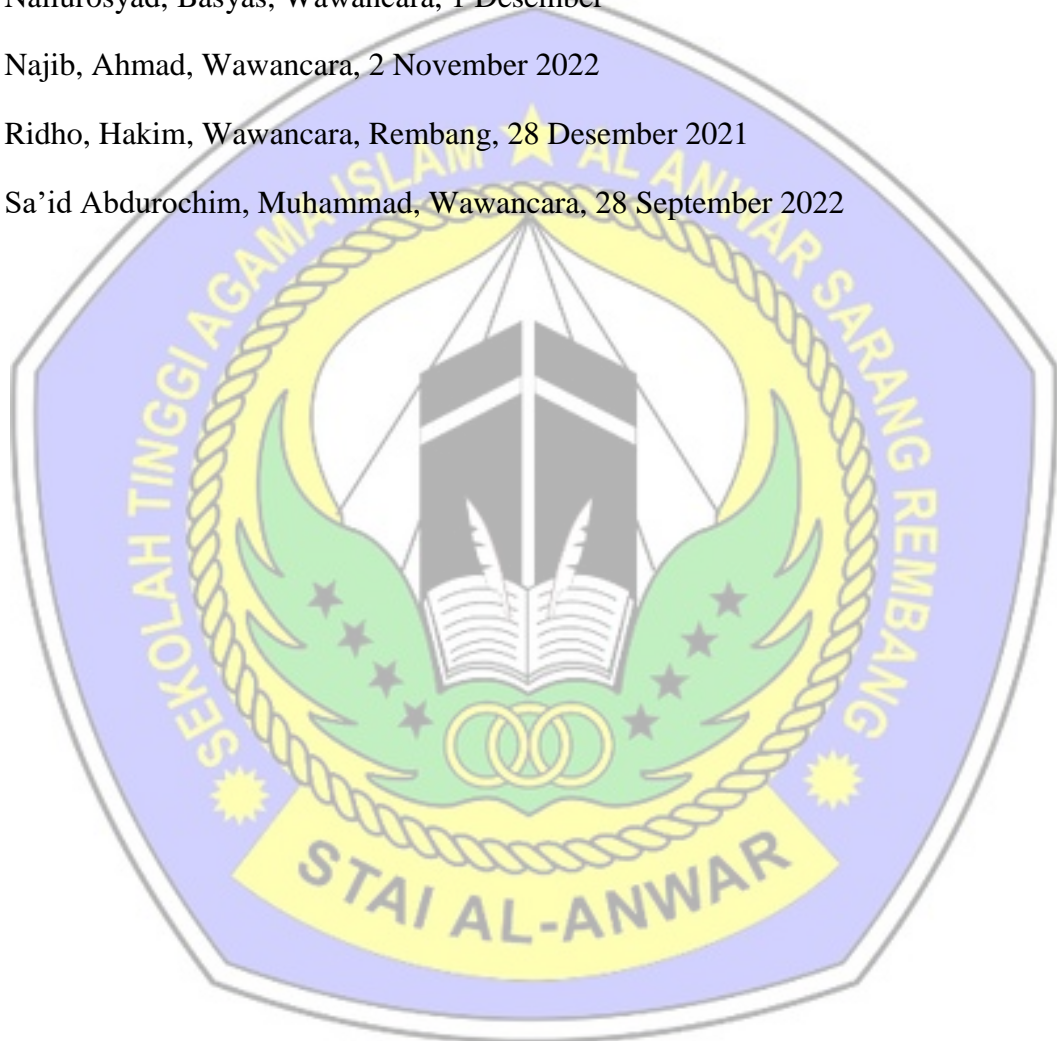 Basyas, Wawancara, 1 Desember
Najib, Ahmad, Wawancara, 2 November 2022
Ridho, Hakim, Wawancara, Rembang, 28 Desember 2021
Sa’id Abdurochim, Muhammad, Wawancara, 28 September 2022
SEKOLAH TINGGI AGAMA ISLAM AL ANWAR SARANG REMBANG
STAI AL-ANWAR